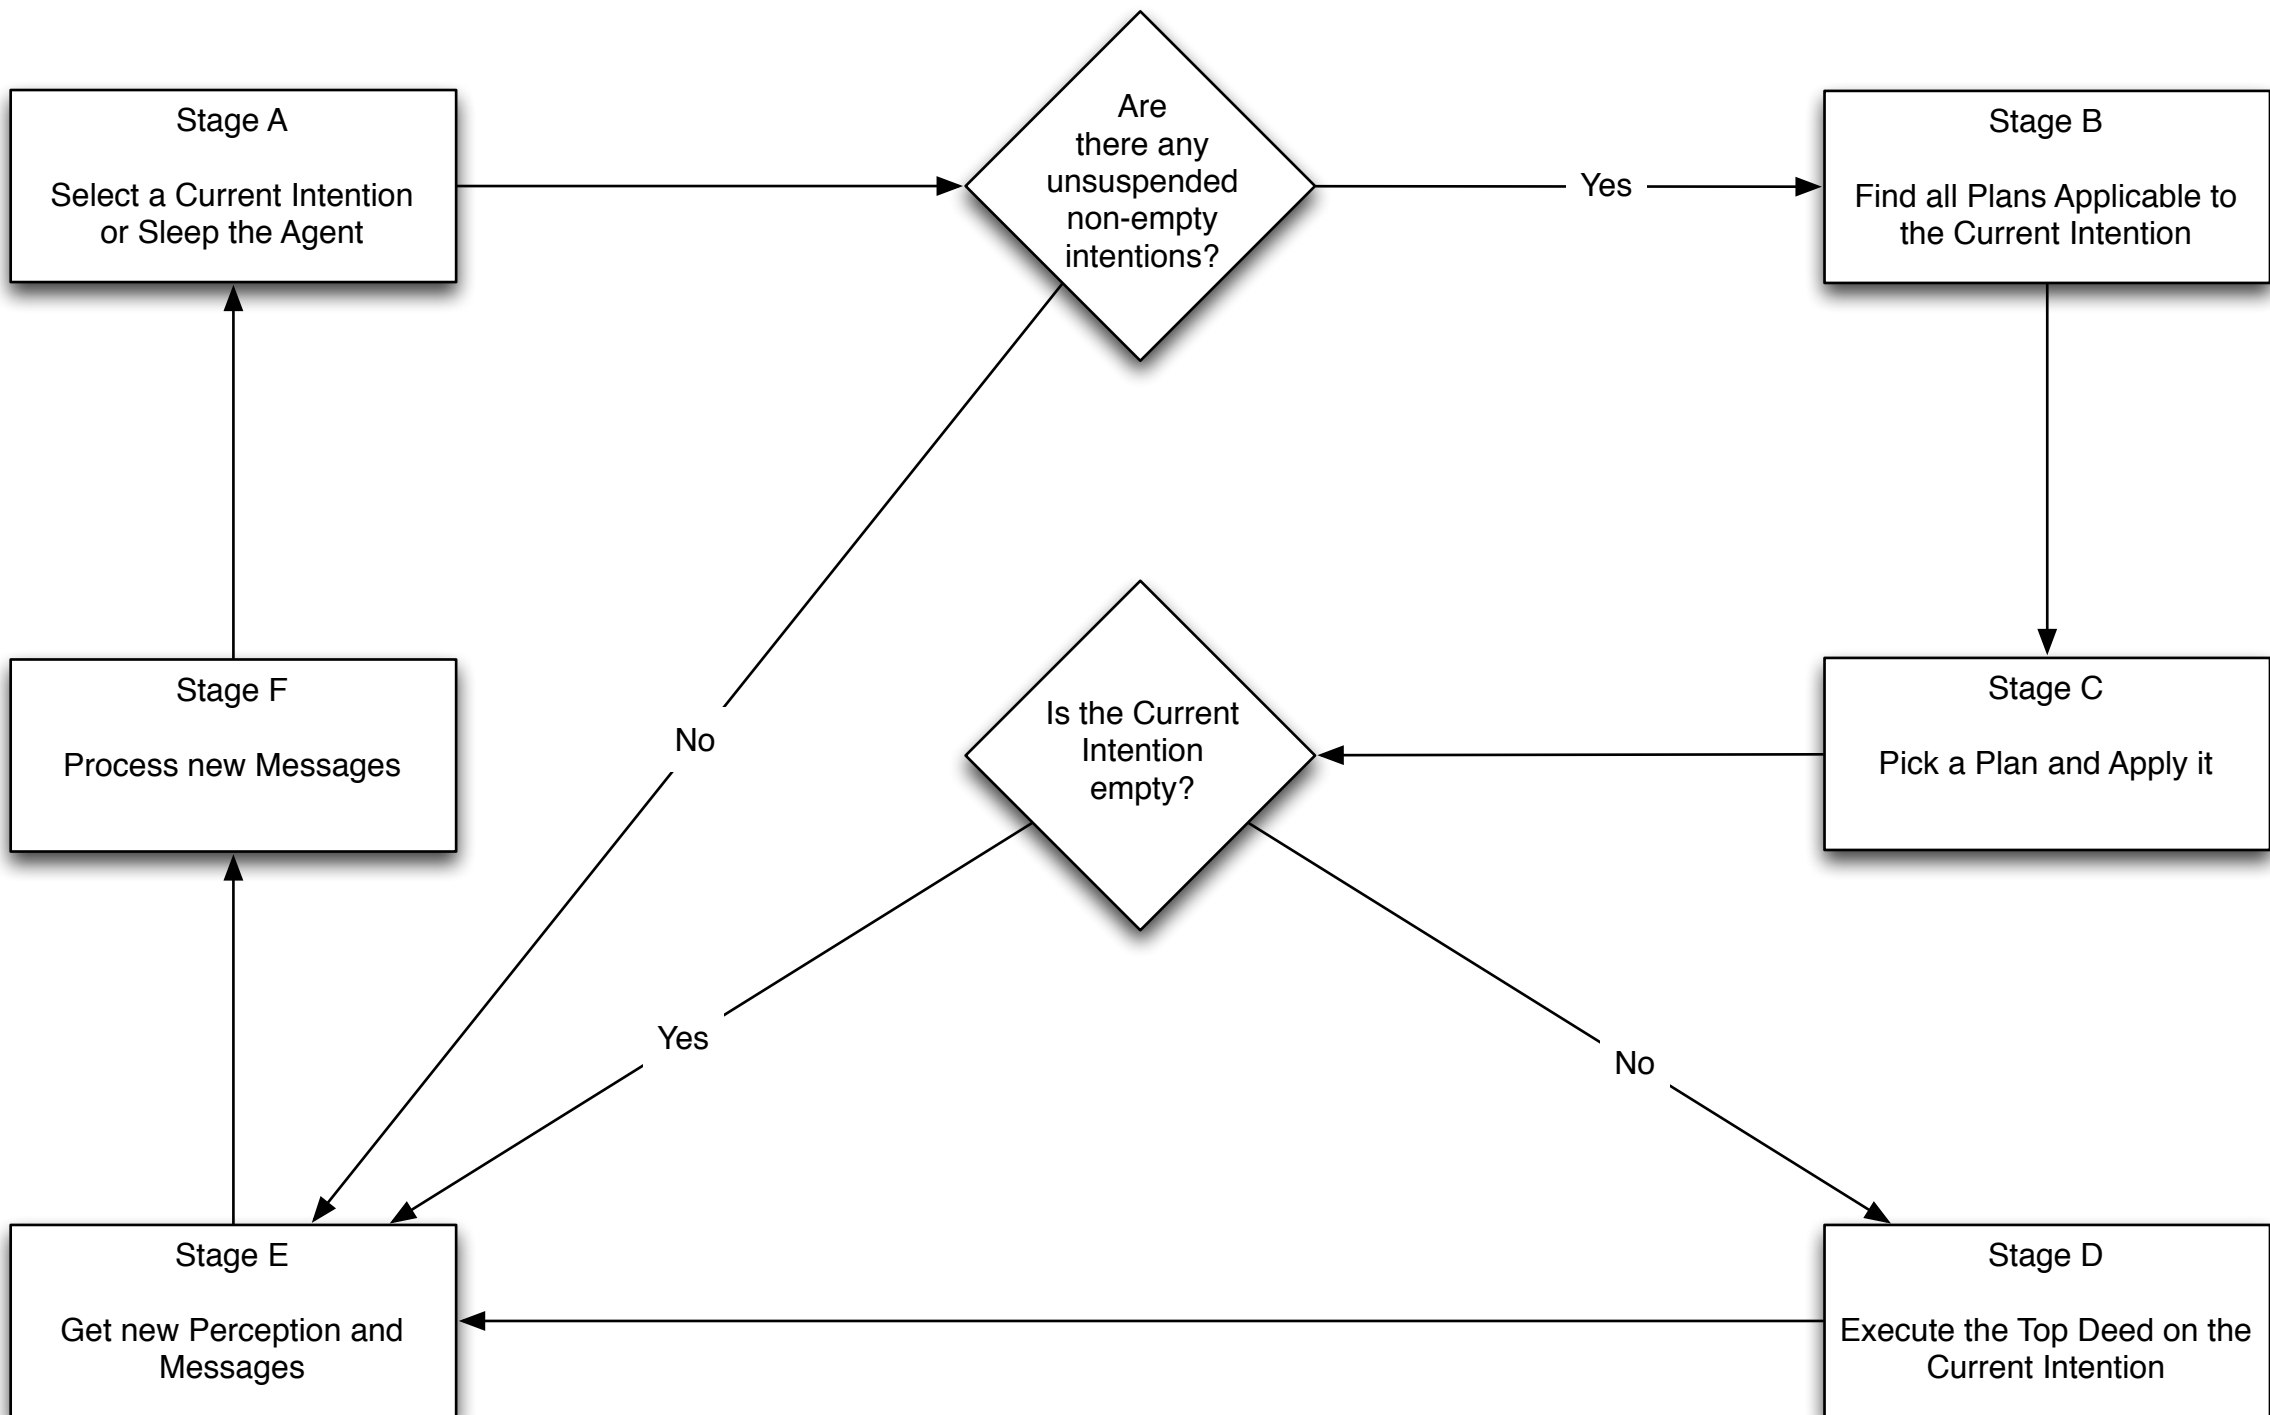 Stage A
Select a Current Intention
or Sleep the Agent
Are
there any
unsuspended
non-empty
intentions?
Yes
Stage B
Find all Plans Applicable to
the Current Intention
Stage F
Process new Messages
No
Is the Current
Intention
empty?
Stage C
Pick a Plan and Apply it
Yes
No
Stage E
Get new Perception and
Messages
Stage D
Execute the Top Deed on the
Current Intention